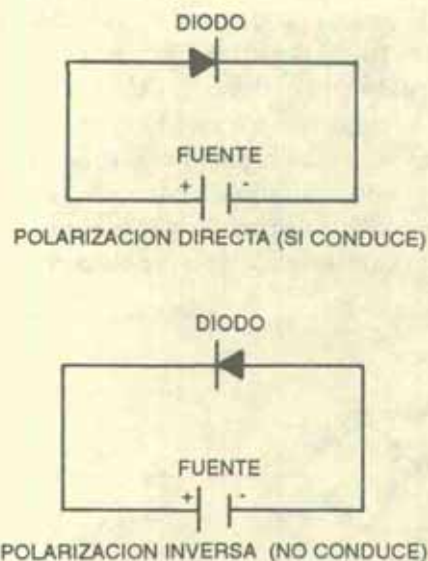 DIODO
FUENTE
+ -
POLARIZACION DIRECTA (SI CONDUCE)
DIODO
FUENTE
+ -
POLARIZACION INVERSA (NO CONDUCE)